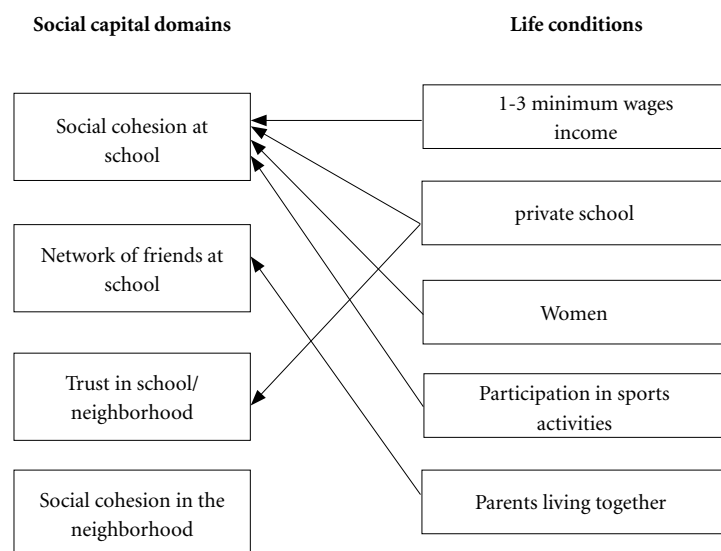 Social capital domains
Life conditions
Social cohesion at
school
Network of friends at
school
Trust in school/
neighborhood
Social cohesion in the
neighborhood
1-3 minimum wages
income
private school
Women
Participation in sports
activities
Parents living together